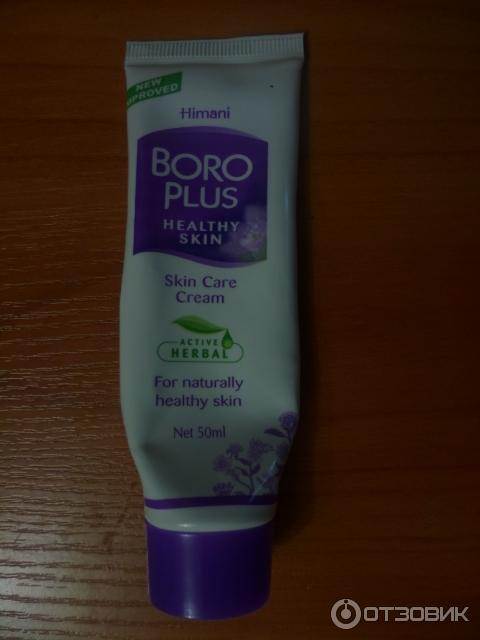 NEW
IMPROVED
Himani
BORO
PLUS
HEALTHY
SKIN
Skin Care
Cream
ACTIVE
HERBAL
For naturally
healthy skin
Net 50ml
ОТЗОВИК